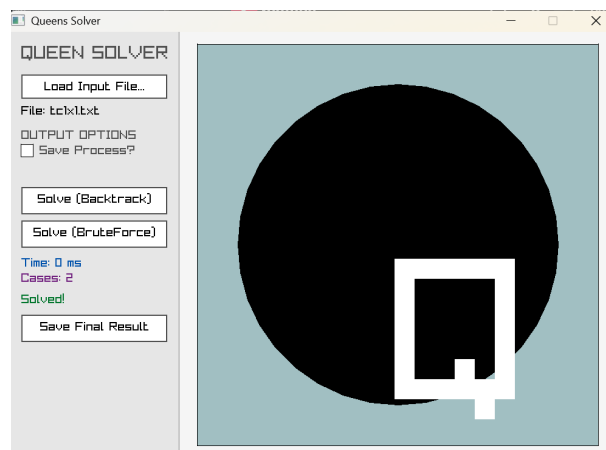 Queens Solver
QUEEN SOLVER
Load Input File...
File: tc1x1.txt
OUTPUT OPTIONS
Save Process?
Solve (Backtrack)
Solve (BruteForce)
Time: 0 ms
Cases: 2
Solved!
Save Final Result
Q